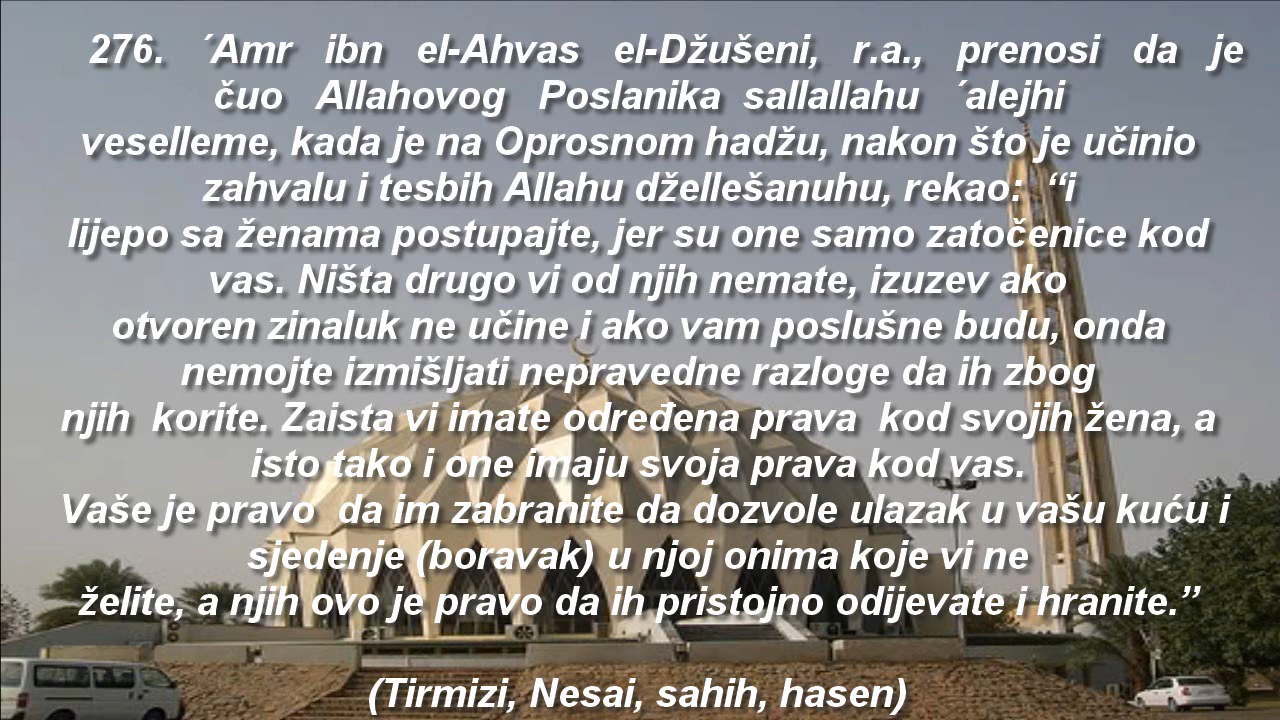 276. ´Amr ibn el-Ahvas el-Džušeni, r.a., prenosi da je
čuo Allahovog Poslanika sallallahu ´alejhi
veselleme, kada je na Oprosnom hadžu, nakon što je učinio
zahvalu i tesbih Allahu džellešanuhu, rekao: “i
lijepo sa ženama postupajte, jer su one samo zatočenice kod
vas. Ništa drugo vi od njih nemate, izuzev ako
otvoren zinaluk ne učine i ako vam poslušne budu, onda
nemojte izmišljati nepravedne razloge da ih zbog
njih korite. Zaista vi imate određena prava kod svojih žena, a
isto tako i one imaju svoja prava kod vas.
Vaše je pravo da im zabranite da dozvole ulazak u vašu kuću i
sjedenje (boravak) u njoj onima koje vi ne
želite, a njih ovo je pravo da ih pristojno odijevate i hranite.”
(Tirmizi, Nesai, sahih, hasen)